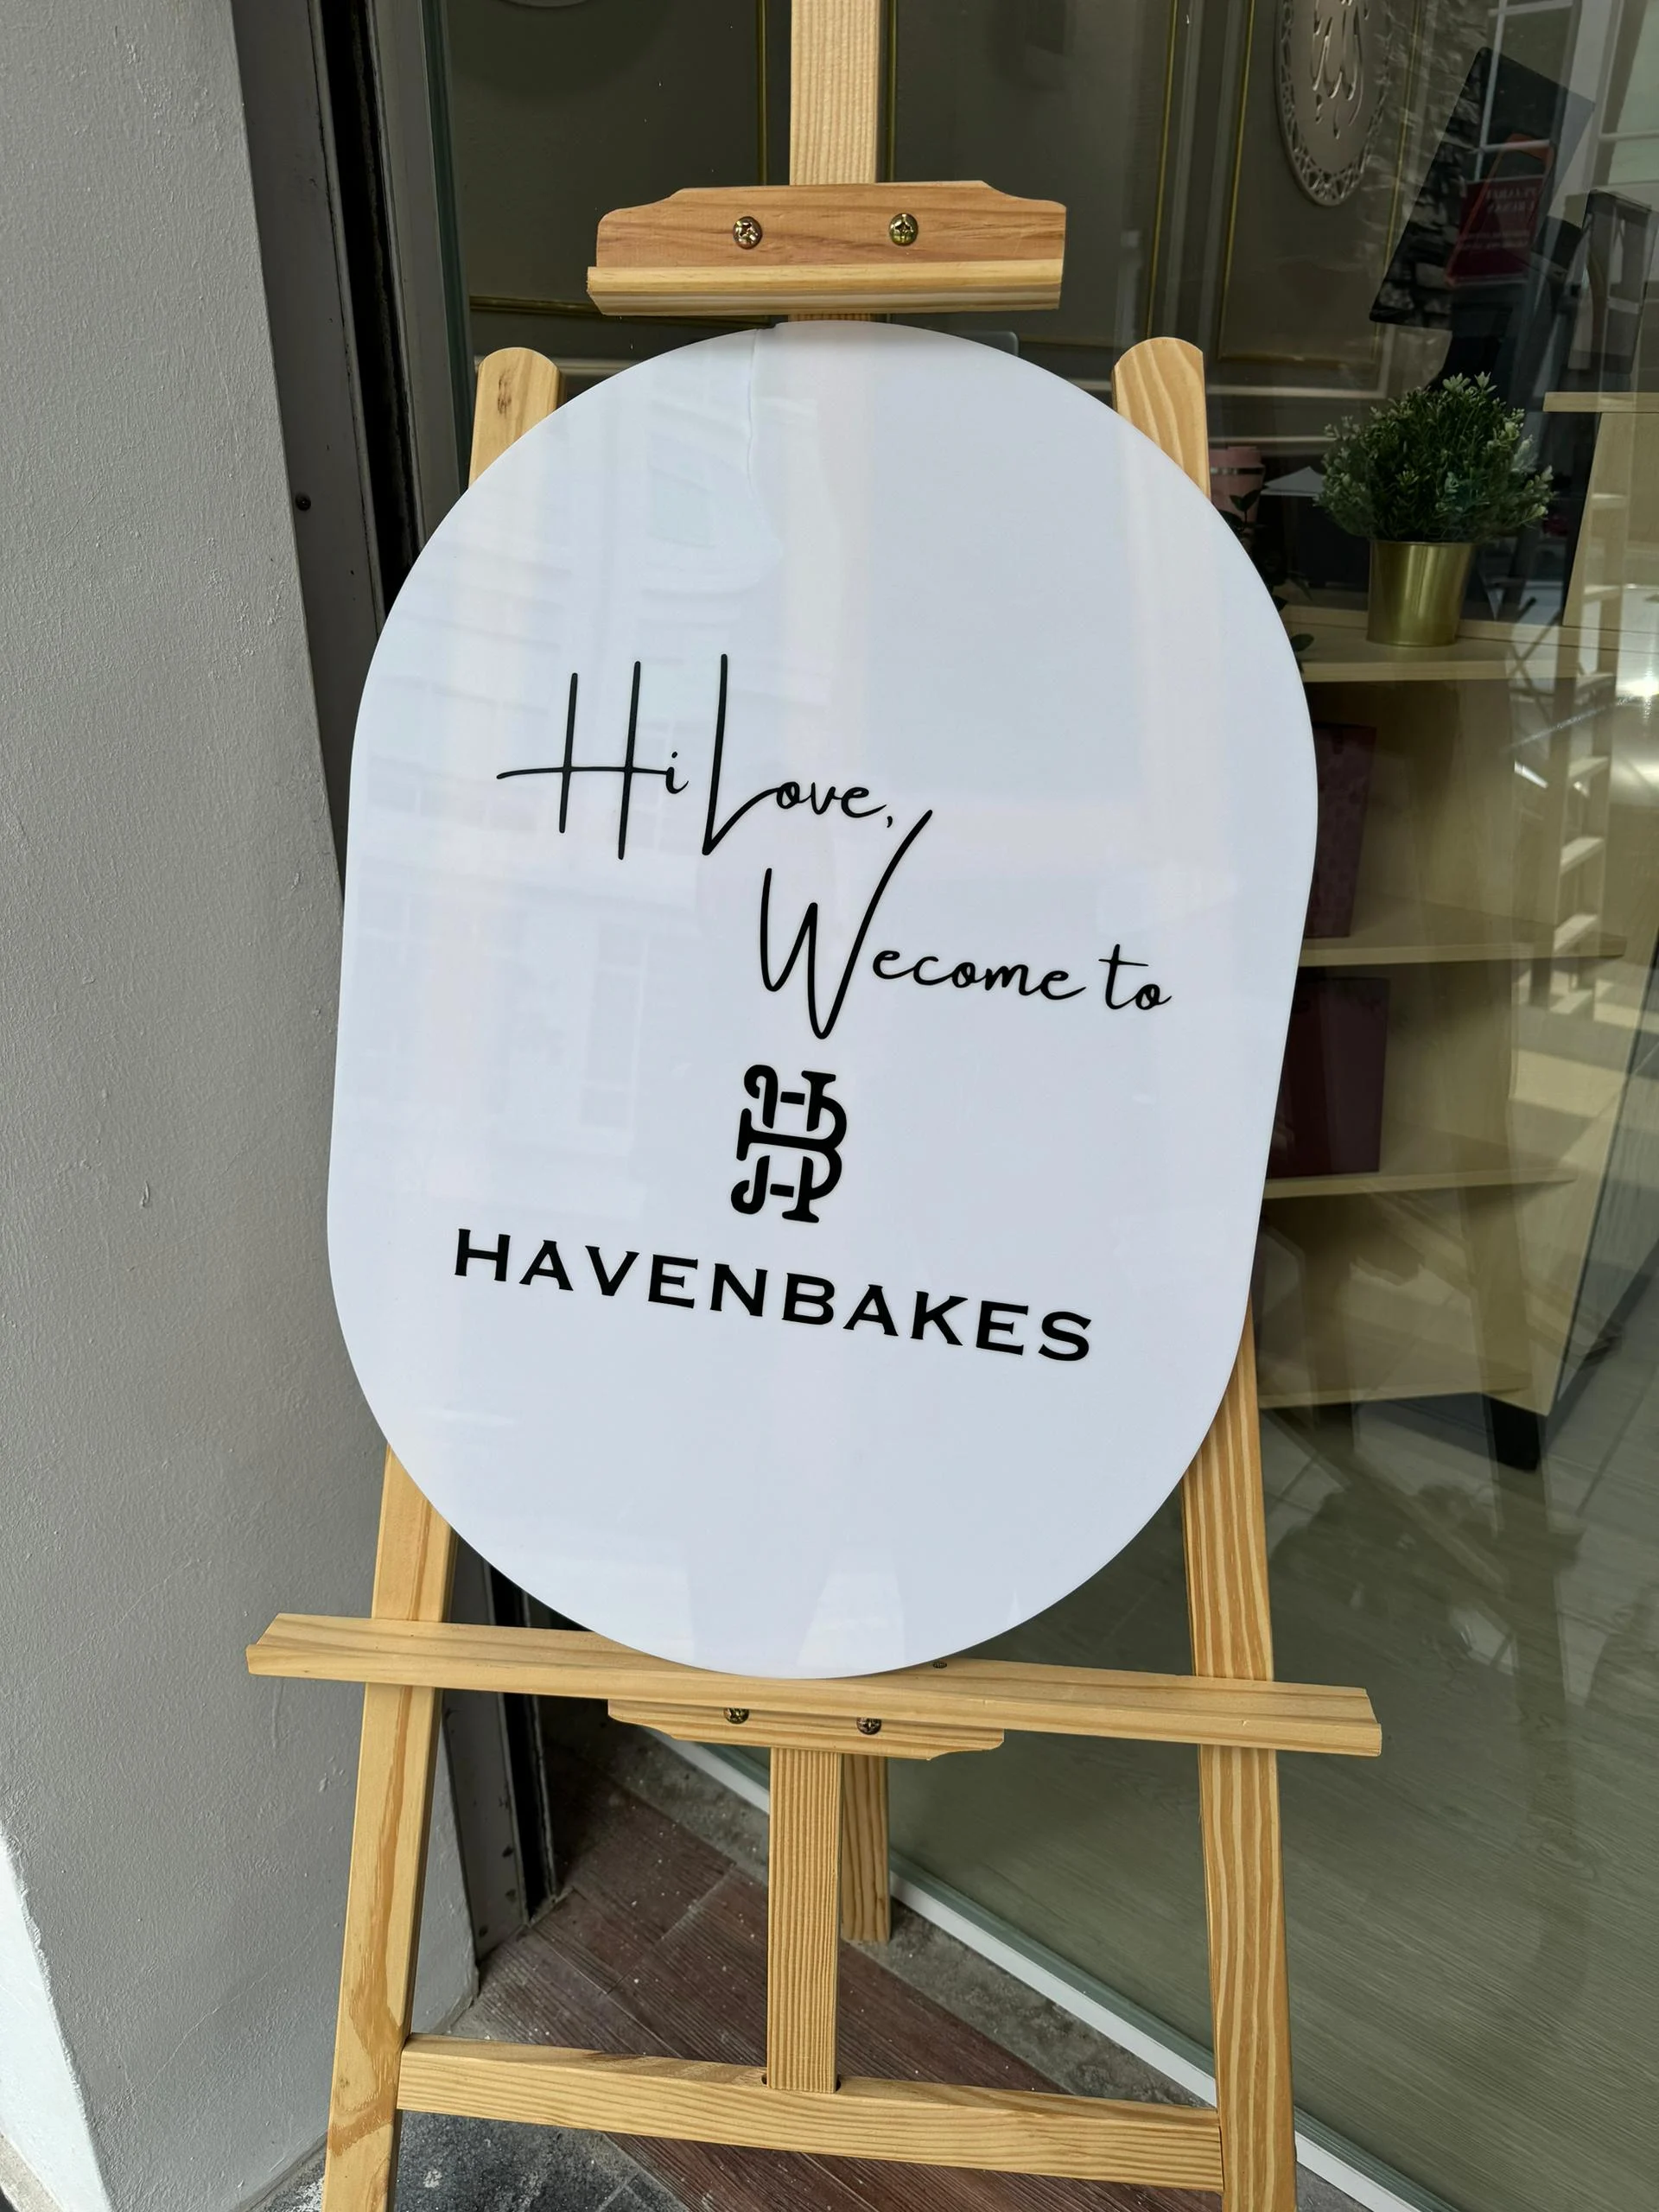 Hi Love,
Wecome to
HB
HAVENBAKES